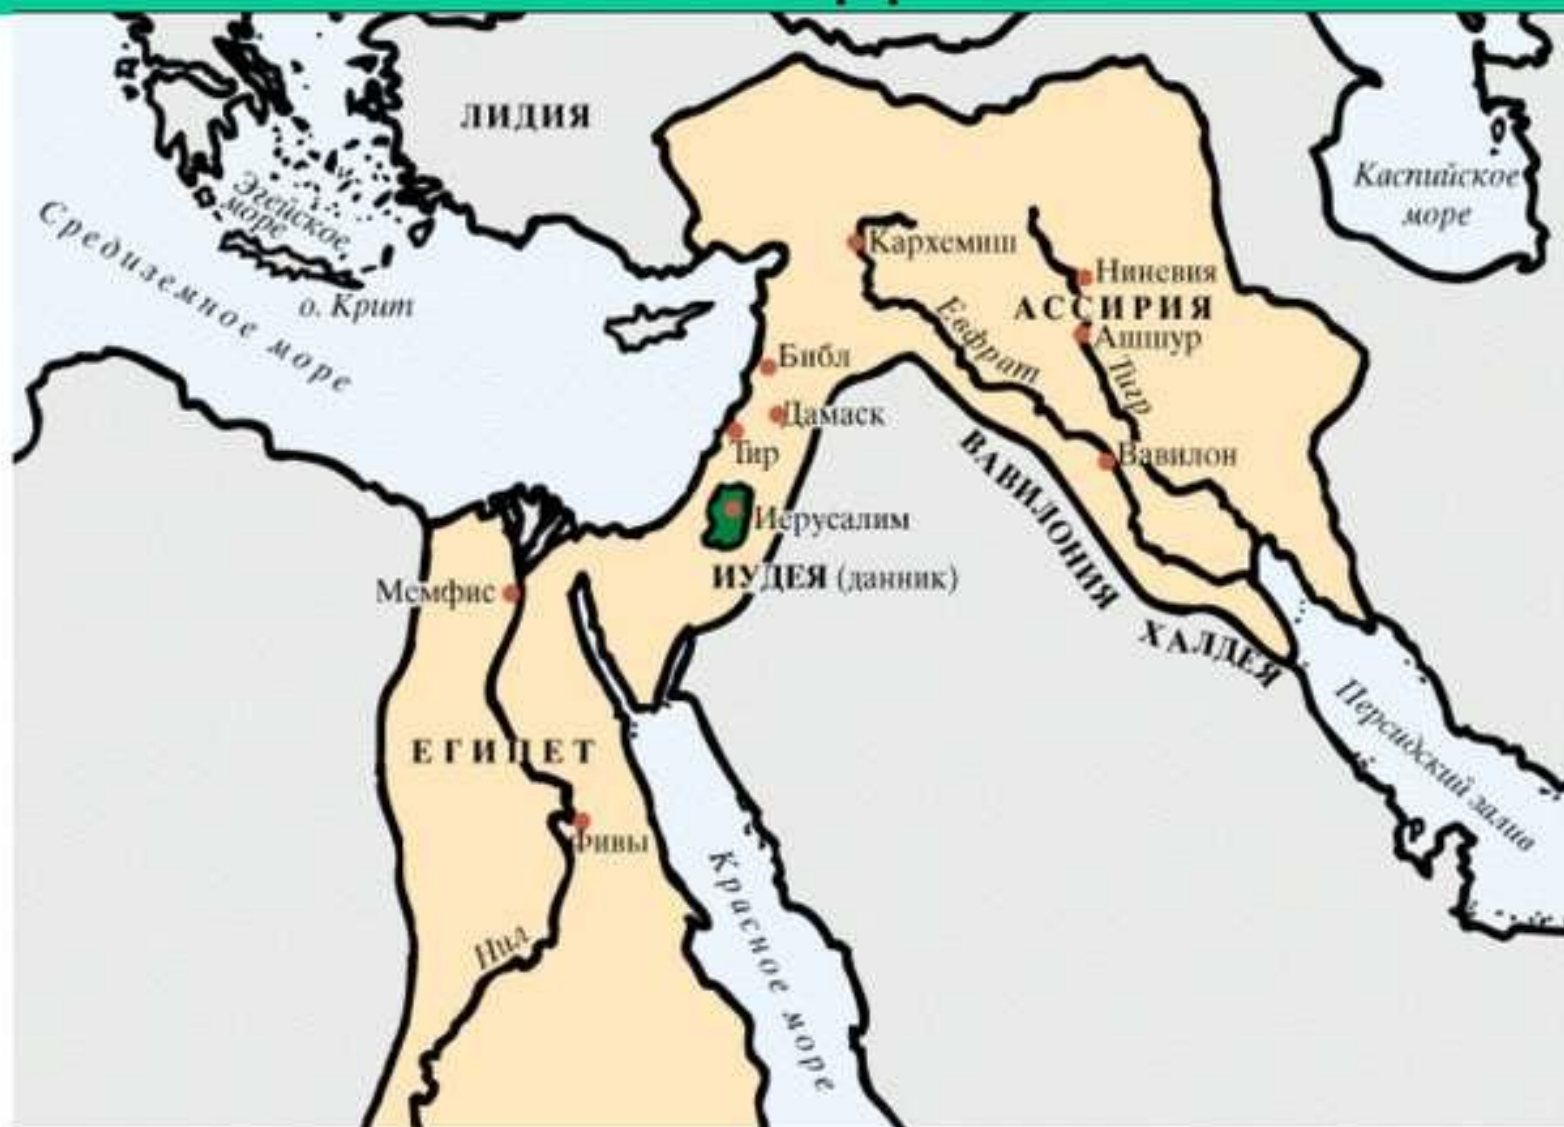 ЛИДИЯ
Каспийское
море
Эгейское
море
Средиземное море
о. Крит
Кархемиш
Ниневия
АССИРИЯ
Ашшур
Евфрат
Тигр
Библ
Дамаск
Тир
Вавилон
ВАВИЛОНИЯ
Иерусалим
ИУДЕЯ (данник)
Мемфис
ХАЛДЕЯ
Персидский залив
ЕГИПЕТ
Фивы
Красное море
Нил